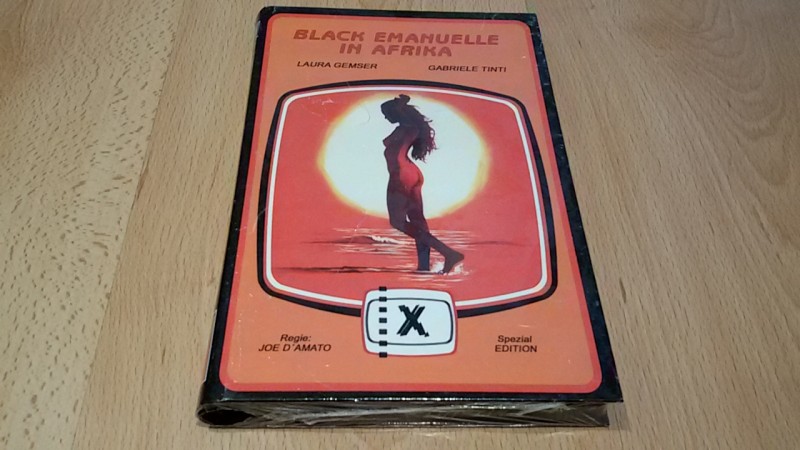 BLACK EMANUELLE
IN AFRIKA
LAURA GEMSER GABRIELE TINTI
X
Regie: Spezial
JOE D'AMATO EDITION